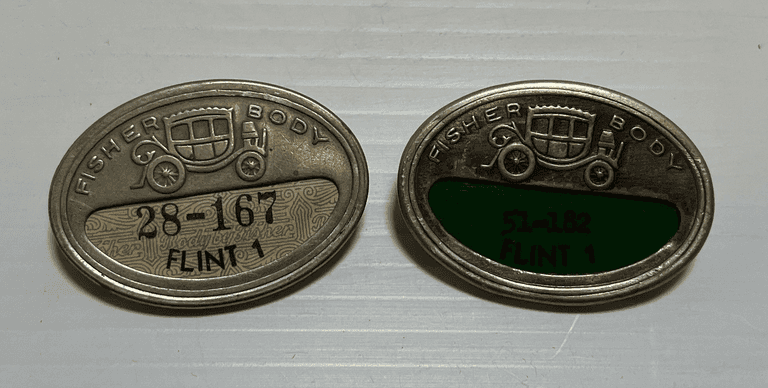 FISHER BODY
28-167
FLINT 1
FISHER BODY
51-182
FLINT 1